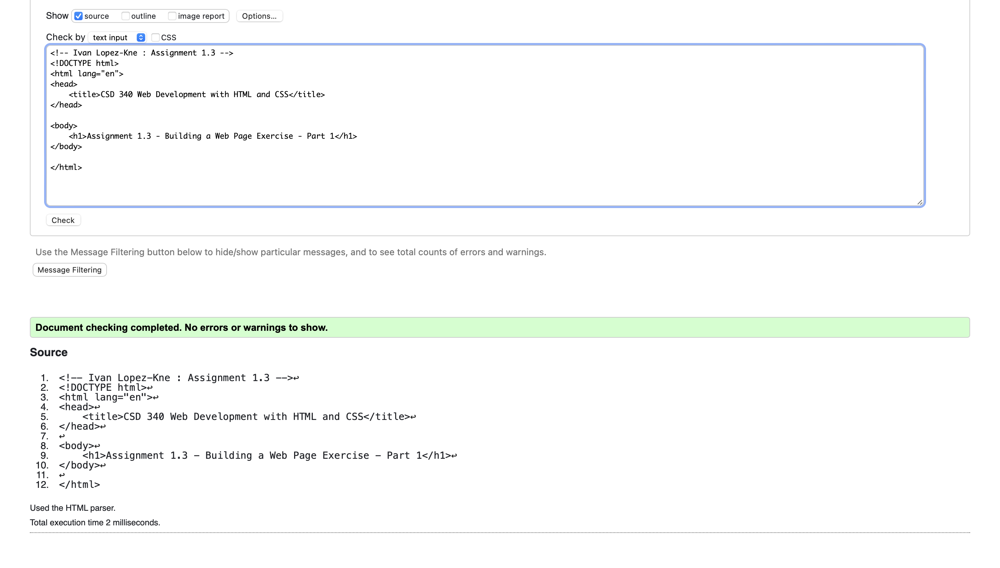 Show source outline image report Options...
Check by text input CSS
<!-- Ivan Lopez-Kne : Assignment 1.3 -->
<!DOCTYPE html>
<html lang="en">
<head>
    <title>CSD 340 Web Development with HTML and CSS</title>
</head>

<body>
    <h1>Assignment 1.3 - Building a Web Page Exercise - Part 1</h1>
</body>

</html>
Check
Use the Message Filtering button below to hide/show particular messages, and to see total counts of errors and warnings.
Message Filtering
Document checking completed. No errors or warnings to show.
Source
1. <!-- Ivan Lopez-Kne : Assignment 1.3 -->↩
2. <!DOCTYPE html>↩
3. <html lang="en">↩
4. <head>↩
5.     <title>CSD 340 Web Development with HTML and CSS</title>↩
6. </head>↩
7. ↩
8. <body>↩
9.     <h1>Assignment 1.3 - Building a Web Page Exercise - Part 1</h1>↩
10. </body>↩
11. ↩
12. </html>
Used the HTML parser.
Total execution time 2 milliseconds.